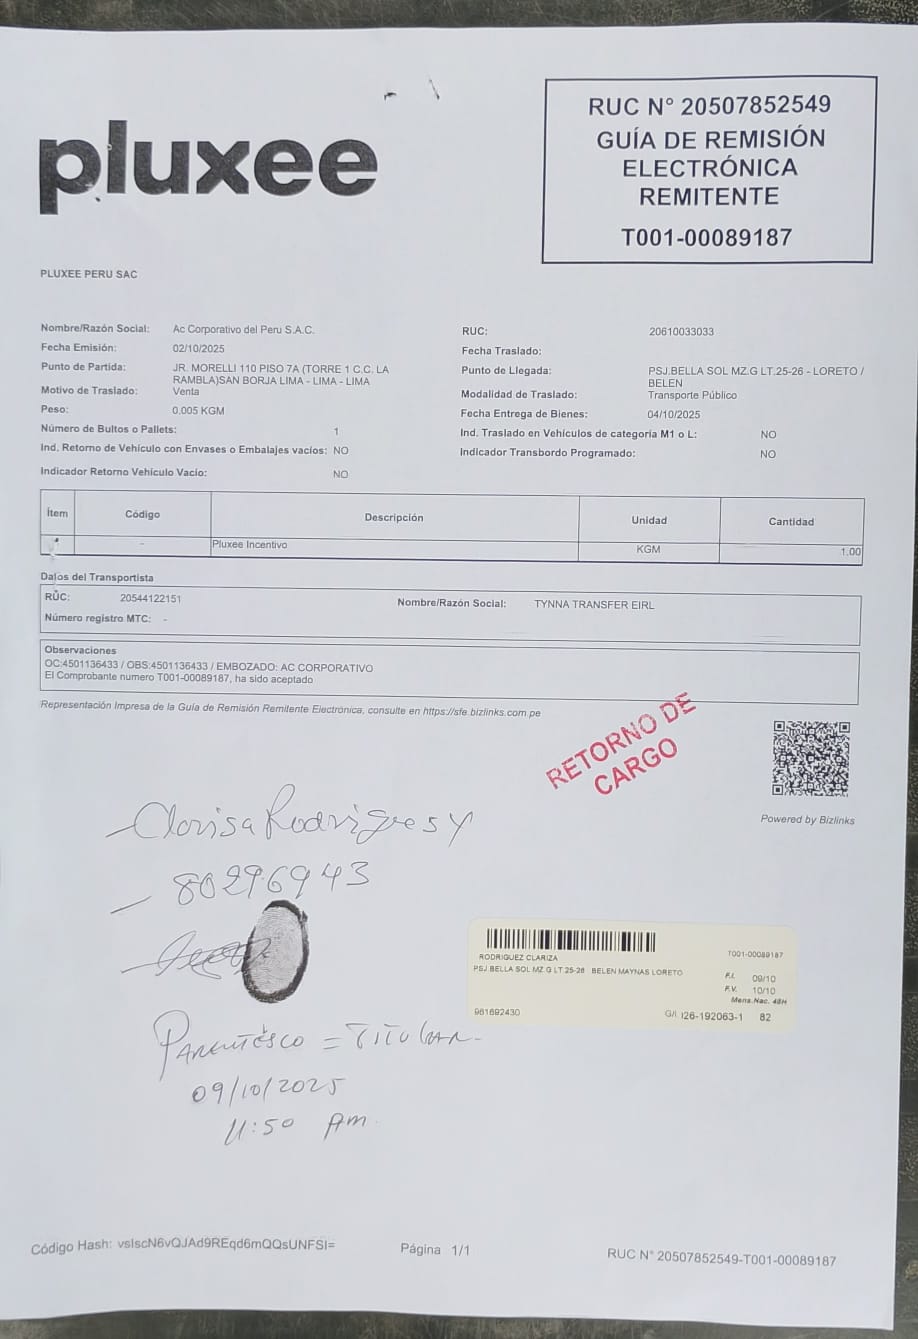 pluxee
RUC N° 20507852549
GUÍA DE REMISIÓN
ELECTRÓNICA
REMITENTE
T001-00089187
PLUXEE PERU SAC
Nombre/Razón Social: Ac Corporativo del Peru S.A.C.
Fecha Emisión: 02/10/2025
Punto de Partida: JR. MORELLI 110 PISO 7A (TORRE 1 C.C. LA
RAMBLA)SAN BORJA LIMA - LIMA - LIMA
Motivo de Traslado: Venta
Peso: 0.005 KGM
Número de Bultos o Pallets: 1
Ind. Retorno de Vehículo con Envases o Embalajes vacíos: NO
Indicador Retorno Vehículo Vacío: NO
RUC: 20610033033
Fecha Traslado:
Punto de Llegada: PSJ.BELLA SOL MZ.G LT.25-26 - LORETO /
BELEN
Modalidad de Traslado: Transporte Público
Fecha Entrega de Bienes: 04/10/2025
Ind. Traslado en Vehículos de categoría M1 o L: NO
Indicador Transbordo Programado: NO
Ítem Código Descripción Unidad Cantidad
- Pluxee Incentivo KGM 1.00
Datos del Transportista
RUC: 20544122151 Nombre/Razón Social: TYNNA TRANSFER EIRL
Número registro MTC: -
Observaciones
OC:4501136433 / OBS:4501136433 / EMBOZADO: AC CORPORATIVO
El Comprobante numero T001-00089187, ha sido aceptado
Representación Impresa de la Guía de Remisión Remitente Electrónica, consulte en https://sfe.bizlinks.com.pe
RETORNO DE
CARGO
Powered by Bizlinks
Clorisa Rodrigues y
- 80296943
RODRIGUEZ CLARIZA T001-00089187
PSJ.BELLA SOL MZ.G LT.25-26 BELEN MAYNAS LORETO
F.I. 09/10
F.V. 10/10
Mens.Nac. 48H
961692430 G/I 126-192063-1 82
Parentesco = Titular-
09/10/2025
11:50 Am
Código Hash: vsIscN6vQJAd9REqd6mQQsUNFSI=
Página 1/1
RUC N° 20507852549-T001-00089187